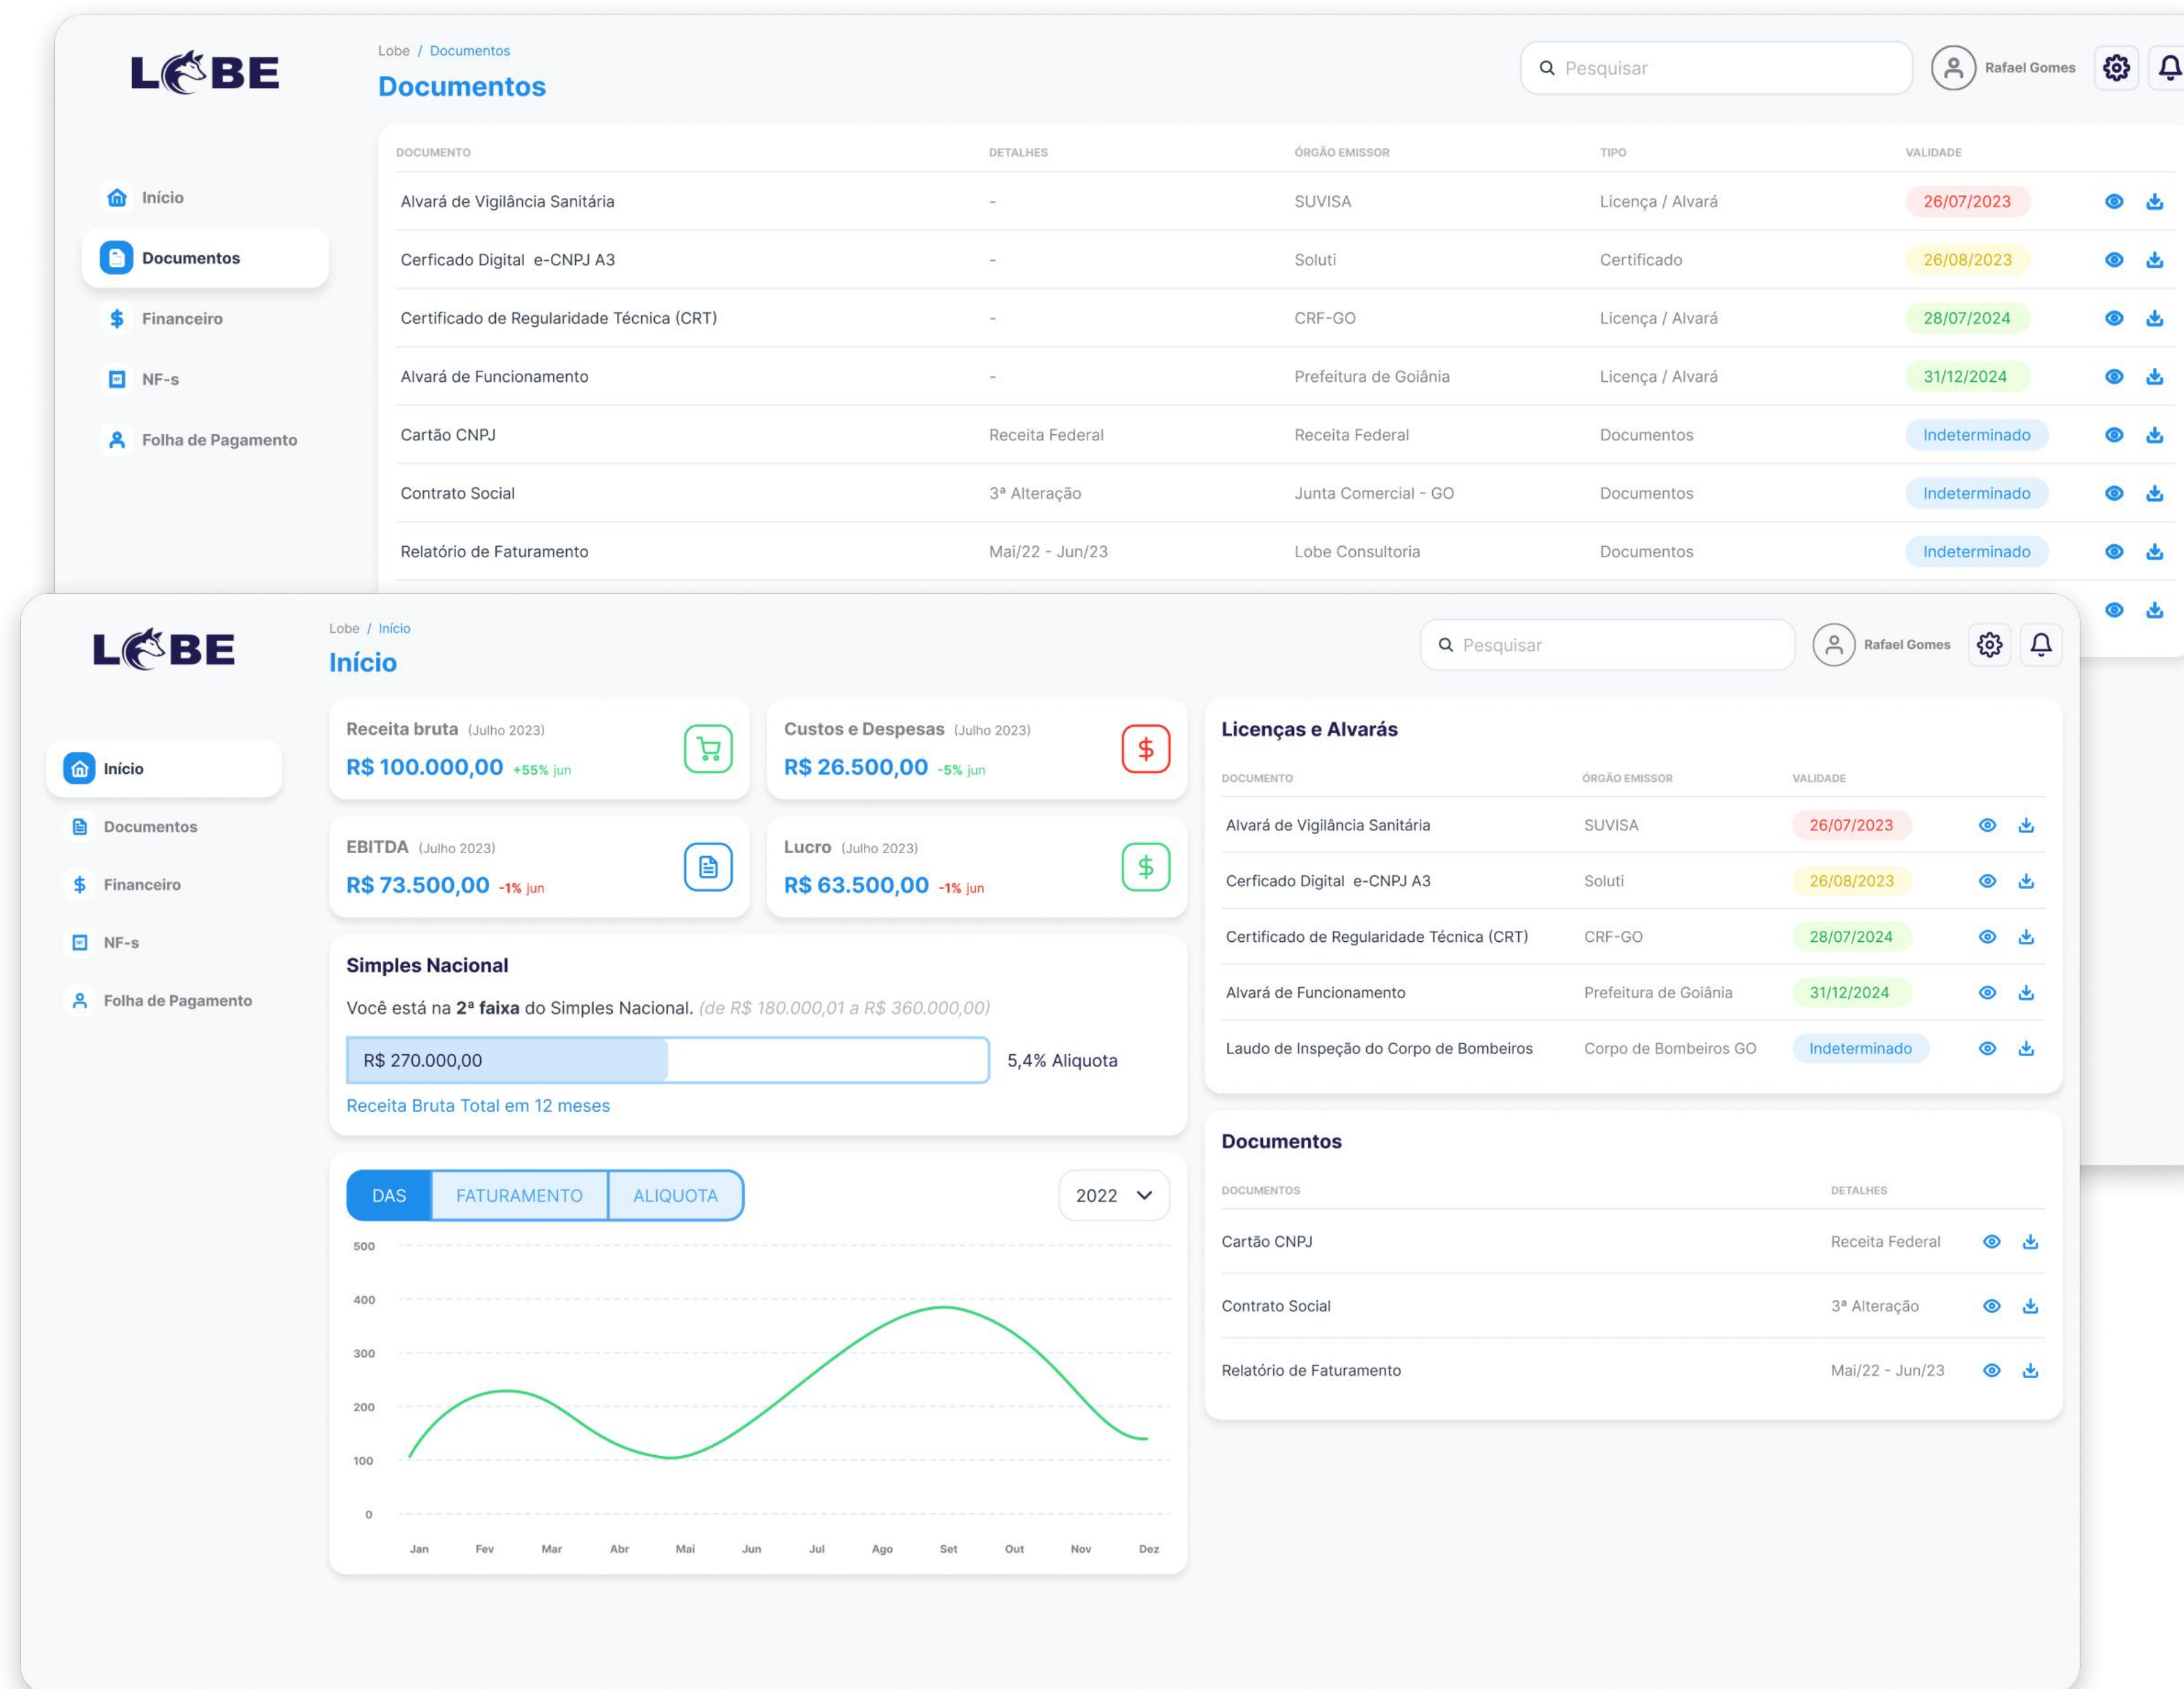 LOBE
Lobe / Documentos
Documentos
Pesquisar
Rafael Gomes
Início
Documentos
Financeiro
NF-s
Folha de Pagamento
DOCUMENTO DETALHES ÓRGÃO EMISSOR TIPO VALIDADE
Alvará de Vigilância Sanitária - SUVISA Licença / Alvará 26/07/2023
Cerficado Digital e-CNPJ A3 - Soluti Certificado 26/08/2023
Certificado de Regularidade Técnica (CRT) - CRF-GO Licença / Alvará 28/07/2024
Alvará de Funcionamento - Prefeitura de Goiânia Licença / Alvará 31/12/2024
Cartão CNPJ Receita Federal Receita Federal Documentos Indeterminado
Contrato Social 3ª Alteração Junta Comercial - GO Documentos Indeterminado
Relatório de Faturamento Mai/22 - Jun/23 Lobe Consultoria Documentos Indeterminado
LOBE
Lobe / Início
Início
Pesquisar
Rafael Gomes
Início
Documentos
Financeiro
NF-s
Folha de Pagamento
Receita bruta (Julho 2023)
R$ 100.000,00 +55% jun
Custos e Despesas (Julho 2023)
R$ 26.500,00 -5% jun
EBITDA (Julho 2023)
R$ 73.500,00 -1% jun
Lucro (Julho 2023)
R$ 63.500,00 -1% jun
Simples Nacional
Você está na 2ª faixa do Simples Nacional. (de R$ 180.000,01 a R$ 360.000,00)
R$ 270.000,00 5,4% Aliquota
Receita Bruta Total em 12 meses
DAS FATURAMENTO ALIQUOTA 2022
500
400
300
200
100
0
Jan Fev Mar Abr Mai Jun Jul Ago Set Out Nov Dez
Licenças e Alvarás
DOCUMENTO ÓRGÃO EMISSOR VALIDADE
Alvará de Vigilância Sanitária SUVISA 26/07/2023
Cerficado Digital e-CNPJ A3 Soluti 26/08/2023
Certificado de Regularidade Técnica (CRT) CRF-GO 28/07/2024
Alvará de Funcionamento Prefeitura de Goiânia 31/12/2024
Laudo de Inspeção do Corpo de Bombeiros Corpo de Bombeiros GO Indeterminado
Documentos
DOCUMENTOS DETALHES
Cartão CNPJ Receita Federal
Contrato Social 3ª Alteração
Relatório de Faturamento Mai/22 - Jun/23